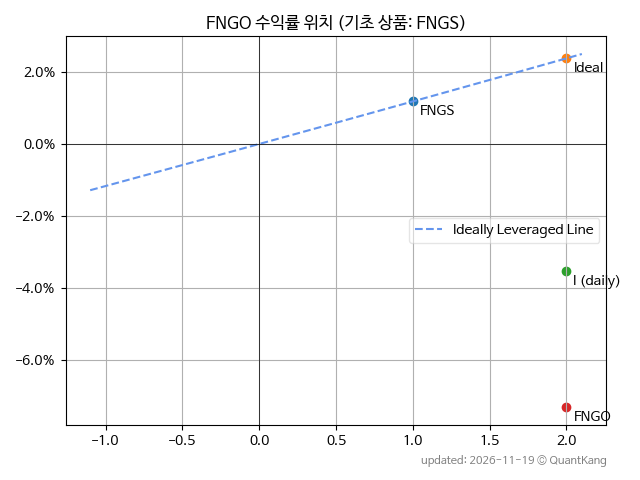 FNGO 수익률 위치 (기초 상품: FNGS)
2.0%
0.0%
−2.0%
−4.0%
−6.0%
Ideal
FNGS
Ideally Leveraged Line
I (daily)
FNGO
−1.0 −0.5 0.0 0.5 1.0 1.5 2.0
updated: 2026-11-19 © QuantKang